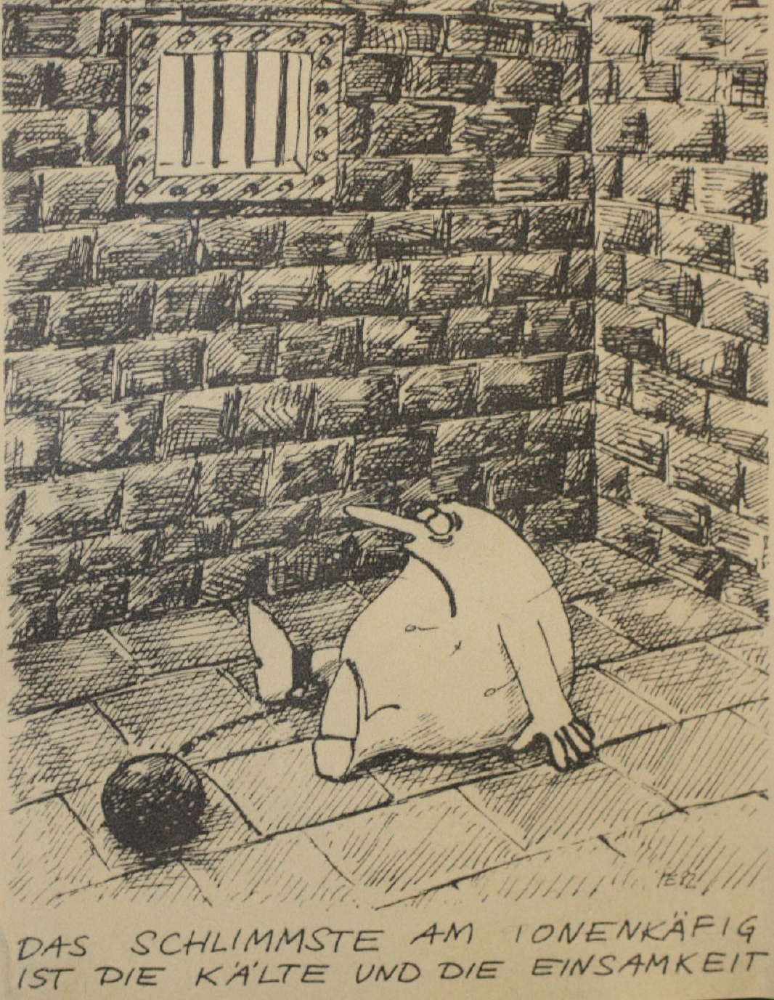 DAS SCHLIMMSTE AM IONENKÄFIG
IST DIE KÄLTE UND DIE EINSAMKEIT